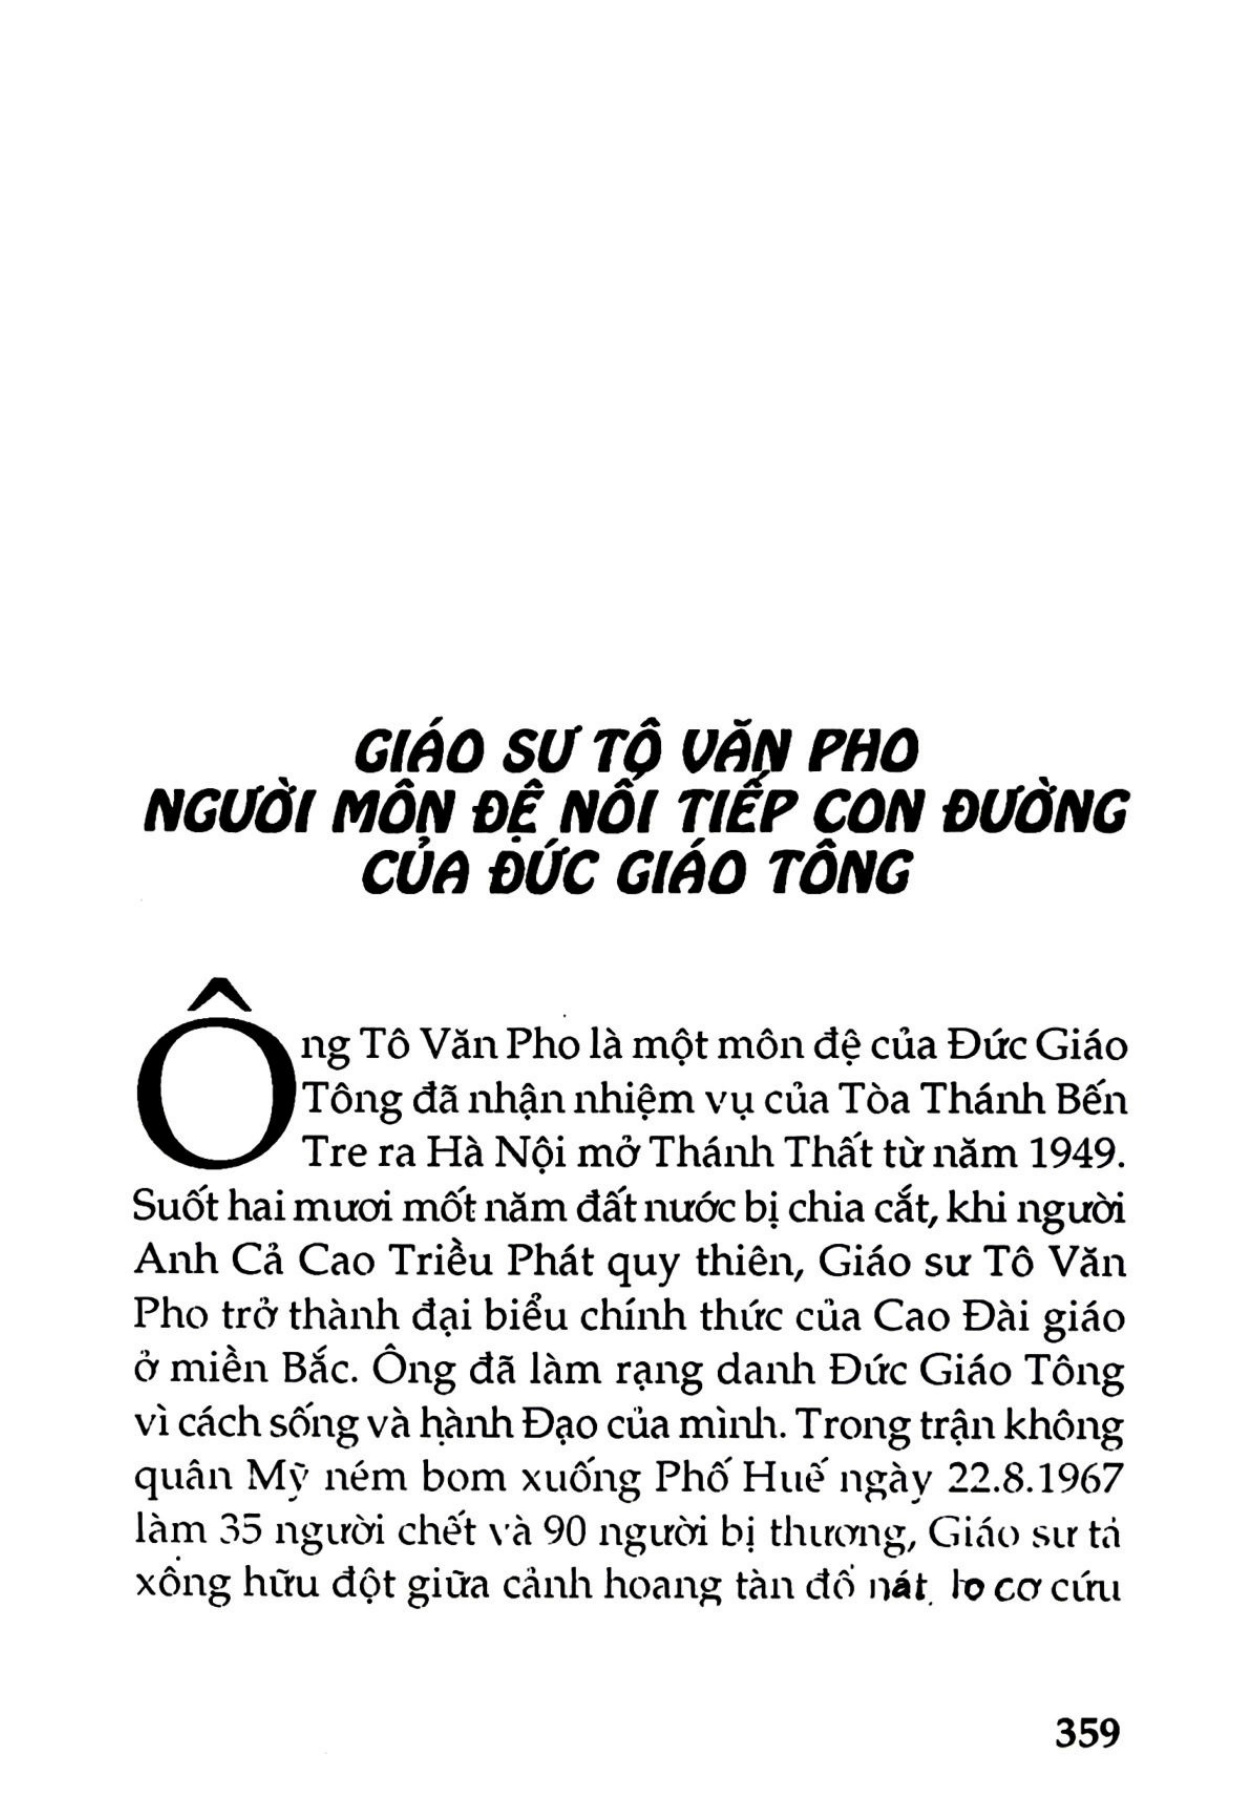 GIÁO SƯ TÔ VĂN PHO
NGƯỜI MÔN ĐỆ NỐI TIẾP CON ĐƯỜNG
CỦA ĐỨC GIÁO TÔNG
Ông Tô Văn Pho là một môn đệ của Đức Giáo
Tông đã nhận nhiệm vụ của Tòa Thánh Bến
Tre ra Hà Nội mở Thánh Thất từ năm 1949.
Suốt hai mươi mốt năm đất nước bị chia cắt, khi người
Anh Cả Cao Triều Phát quy thiên, Giáo sư Tô Văn
Pho trở thành đại biểu chính thức của Cao Đài giáo
ở miền Bắc. Ông đã làm rạng danh Đức Giáo Tông
vì cách sống và hành Đạo của mình. Trong trận không
quân Mỹ ném bom xuống Phố Huế ngày 22.8.1967
làm 35 người chết và 90 người bị thương, Giáo sư tả
xông hữu đột giữa cảnh hoang tàn đổ nát, cơ cứu
359